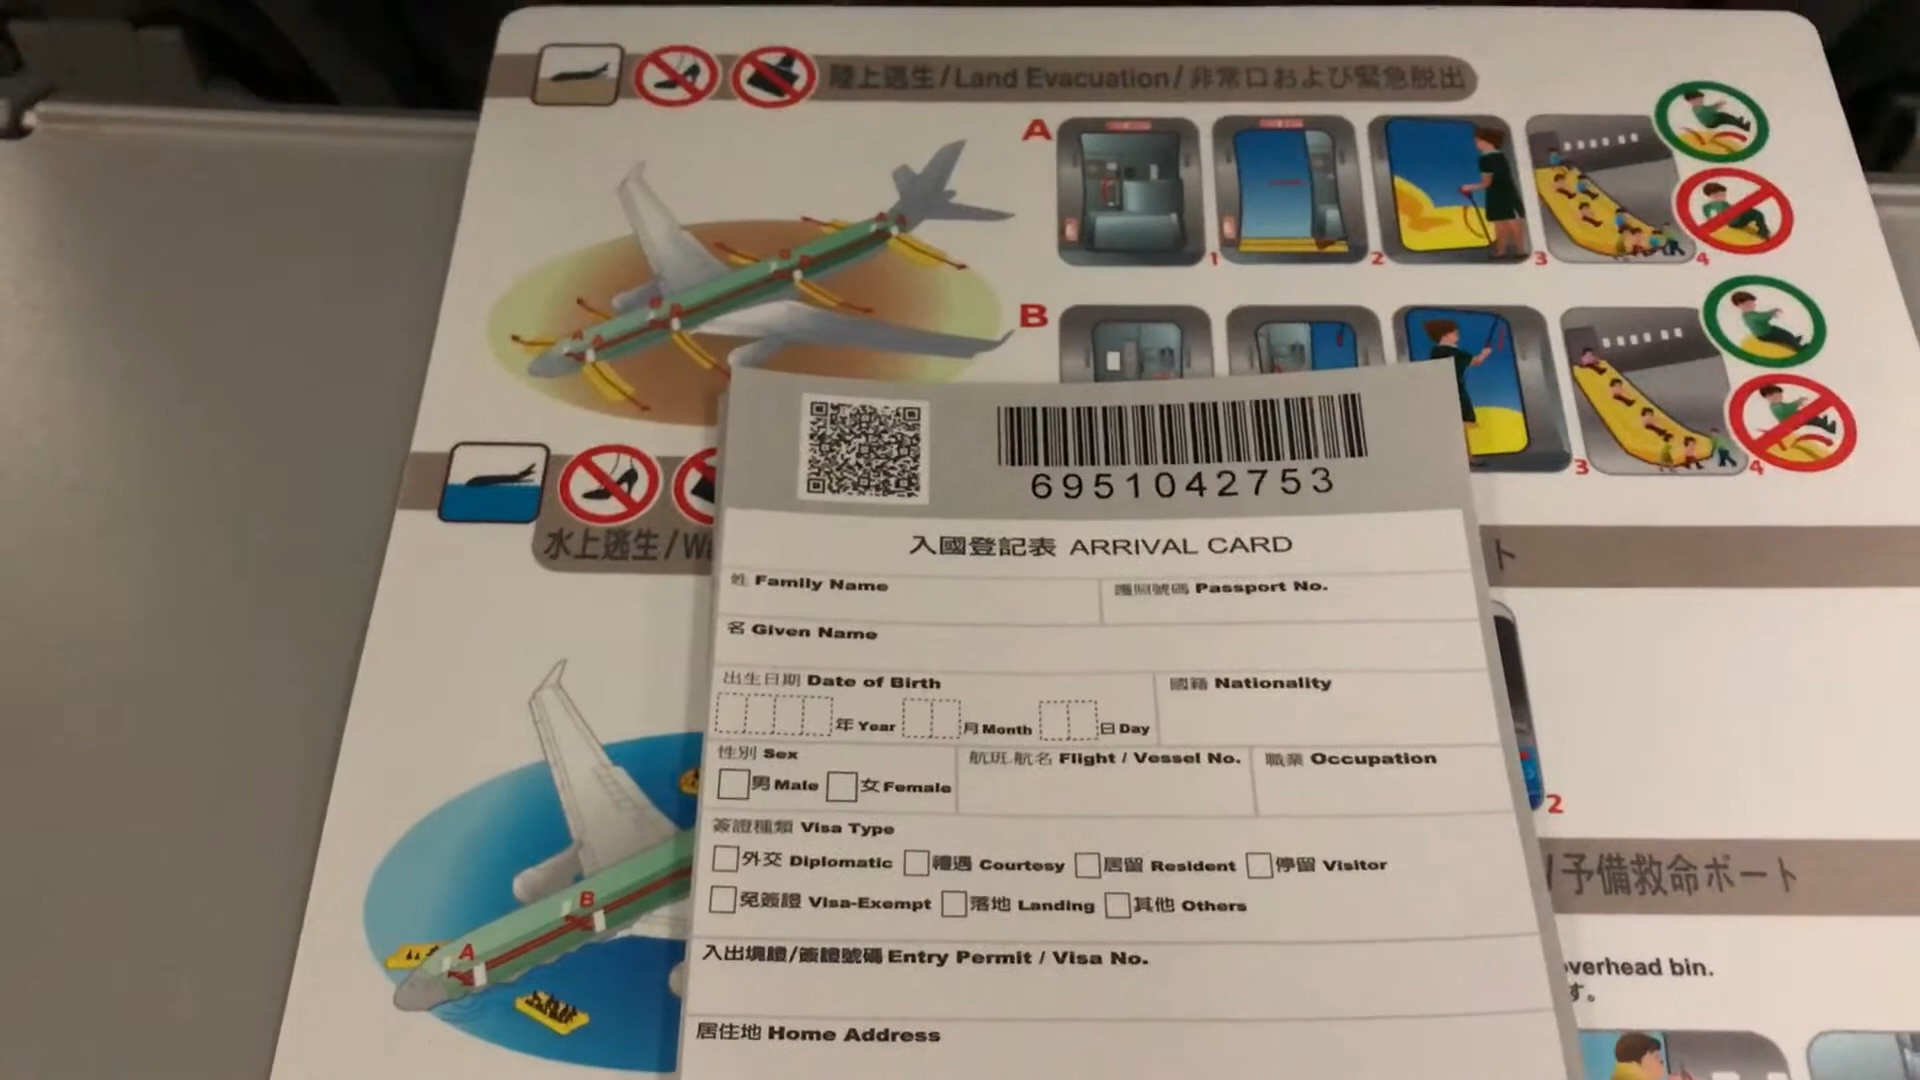 陸上逃生/Land Evacuation/非常口および緊急脱出
A
1
2
3
4
B
3
4
水上逃生/Wa
ト
6951042753
入國登記表 ARRIVAL CARD
姓 Family Name
護照號碼 Passport No.
名 Given Name
出生日期 Date of Birth
年 Year 月 Month 日 Day
國籍 Nationality
性別 Sex
男 Male 女 Female
航班.航名 Flight / Vessel No.
職業 Occupation
簽證種類 Visa Type
外交 Diplomatic 禮遇 Courtesy 居留 Resident 停留 Visitor
免簽證 Visa-Exempt 落地 Landing 其他 Others
入出境證/簽證號碼 Entry Permit / Visa No.
居住地 Home Address
2
/予備救命ボート
verhead bin.
す。
A
B